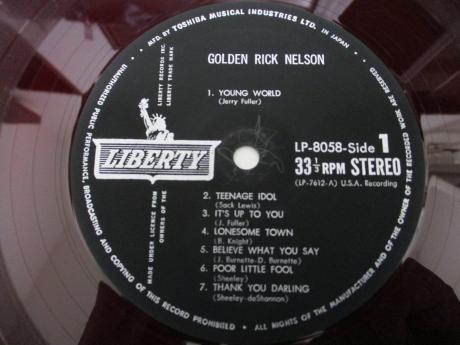 MFD. BY TOSHIBA MUSICAL INDUSTRIES LTD. IN JAPAN •
UNAUTHORIZED PUBLIC PERFORMANCE, BROADCASTING AND COPYING OF THIS RECORD PROHIBITED • ALL RIGHTS OF THE MANUFACTURER AND OF THE OWNER OF THE RECORDED WORK ARE RESERVED
MADE UNDER LICENCE FROM
OWNERS OF THE
LIBERTY TRADE MARK
LIBERTY RECORDS INC.
GOLDEN RICK NELSON
1. YOUNG WORLD
(Jerry Fuller)
LIBERTY
LP-8058-Side 1
33 1/3 RPM STEREO
(LP-7612-A) U.S.A. Recording
2. TEENAGE IDOL
(Sack Lewis)
3. IT'S UP TO YOU
(J. Fuller)
4. LONESOME TOWN
(B. Knight)
5. BELIEVE WHAT YOU SAY
(J. Burnette-D. Burnette)
6. POOR LITTLE FOOL
(Sheeley)
7. THANK YOU DARLING
(Sheeley-deShannon)